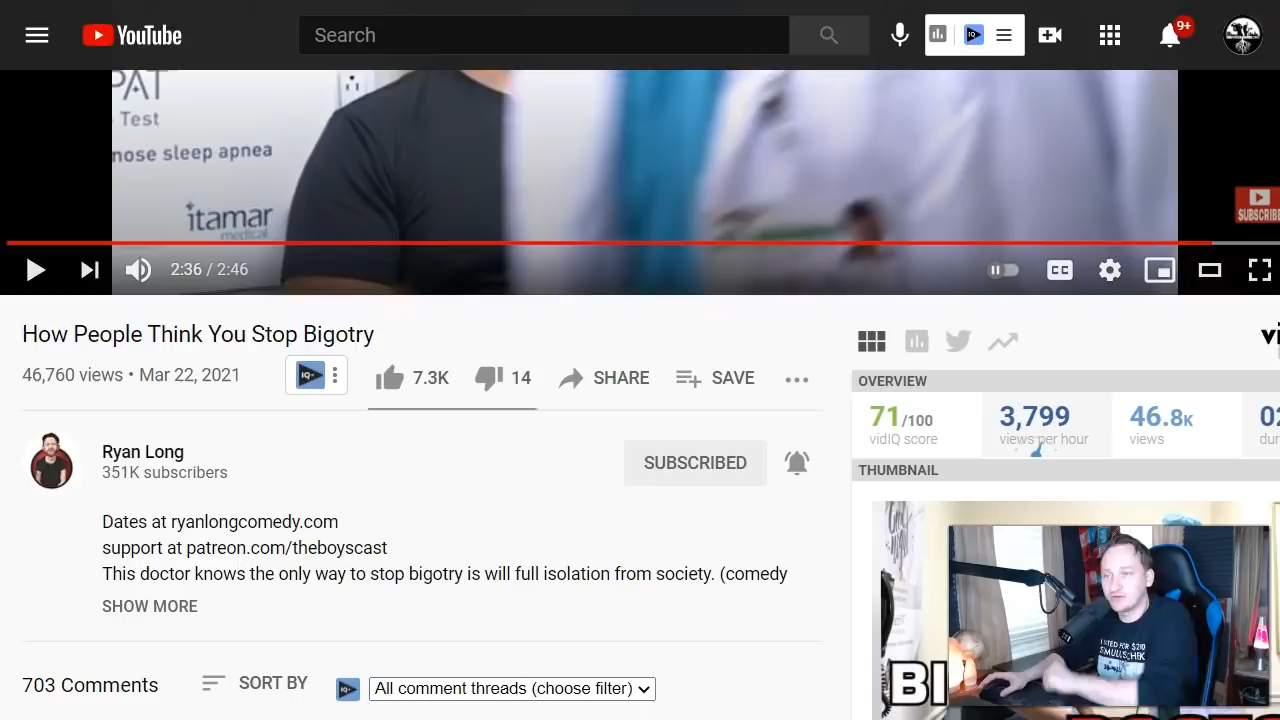 YouTube
Search
9+
PAT
Test
nose sleep apnea
itamar
medical
SUBSCRIBE
2:36 / 2:46
CC
How People Think You Stop Bigotry
46,760 views • Mar 22, 2021
IQ
7.3K
14
SHARE
SAVE
OVERVIEW
71/100
3,799
46.8K
vidIQ score
views per hour
views
Ryan Long
351K subscribers
SUBSCRIBED
THUMBNAIL
Dates at ryanlongcomedy.com
support at patreon.com/theboyscast
This doctor knows the only way to stop bigotry is will full isolation from society. (comedy
SHOW MORE
BI
703 Comments
SORT BY
All comment threads (choose filter)